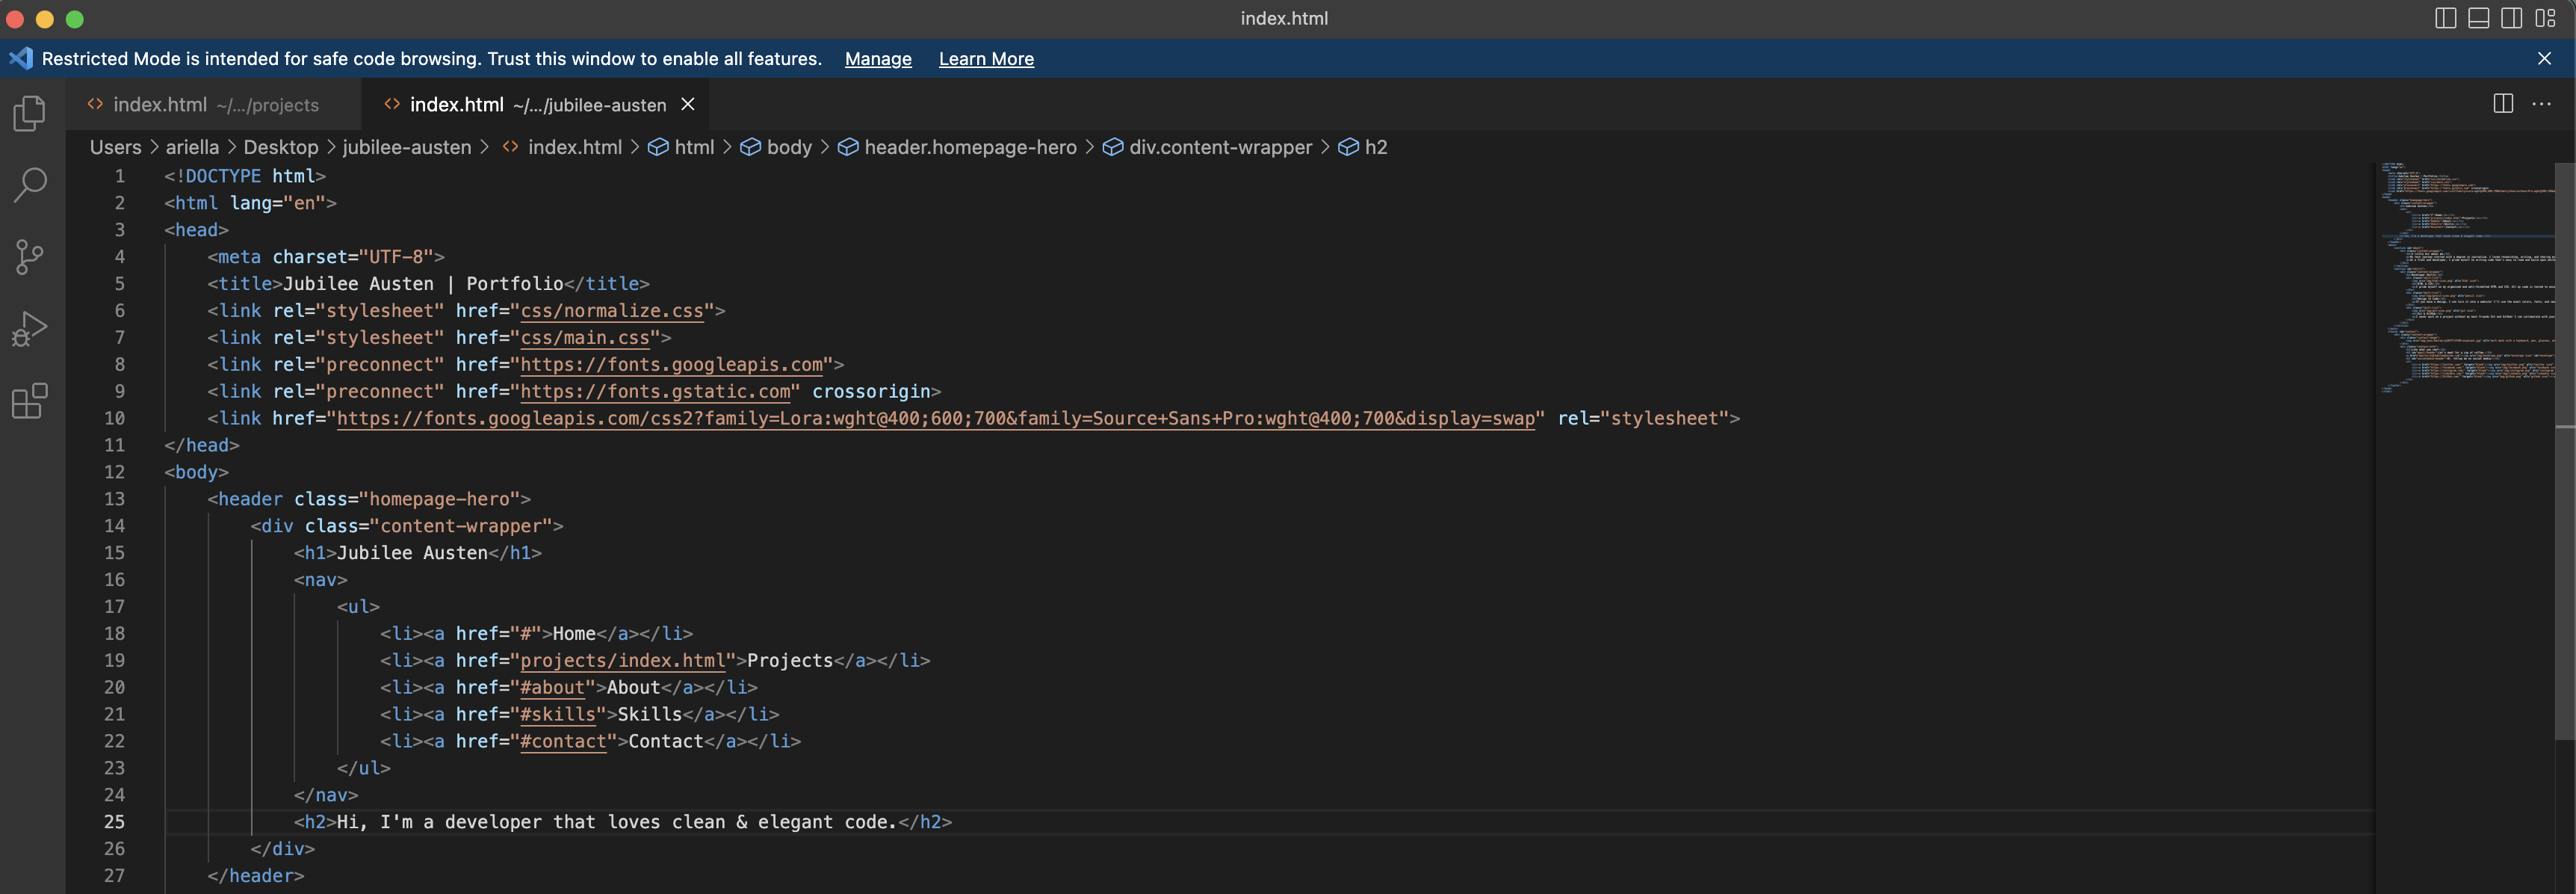 index.html
Restricted Mode is intended for safe code browsing. Trust this window to enable all features. Manage Learn More
index.html ~/.../projects index.html ~/.../jubilee-austen
Users > ariella > Desktop > jubilee-austen > index.html > html > body > header.homepage-hero > div.content-wrapper > h2
1 <!DOCTYPE html>
2 <html lang="en">
3 <head>
4 <meta charset="UTF-8">
5 <title>Jubilee Austen | Portfolio</title>
6 <link rel="stylesheet" href="css/normalize.css">
7 <link rel="stylesheet" href="css/main.css">
8 <link rel="preconnect" href="https://fonts.googleapis.com">
9 <link rel="preconnect" href="https://fonts.gstatic.com" crossorigin>
10 <link href="https://fonts.googleapis.com/css2?family=Lora:wght@400;600;700&family=Source+Sans+Pro:wght@400;700&display=swap" rel="stylesheet">
11 </head>
12 <body>
13 <header class="homepage-hero">
14 <div class="content-wrapper">
15 <h1>Jubilee Austen</h1>
16 <nav>
17 <ul>
18 <li><a href="#">Home</a></li>
19 <li><a href="projects/index.html">Projects</a></li>
20 <li><a href="#about">About</a></li>
21 <li><a href="#skills">Skills</a></li>
22 <li><a href="#contact">Contact</a></li>
23 </ul>
24 </nav>
25 <h2>Hi, I'm a developer that loves clean & elegant code.</h2>
26 </div>
27 </header>